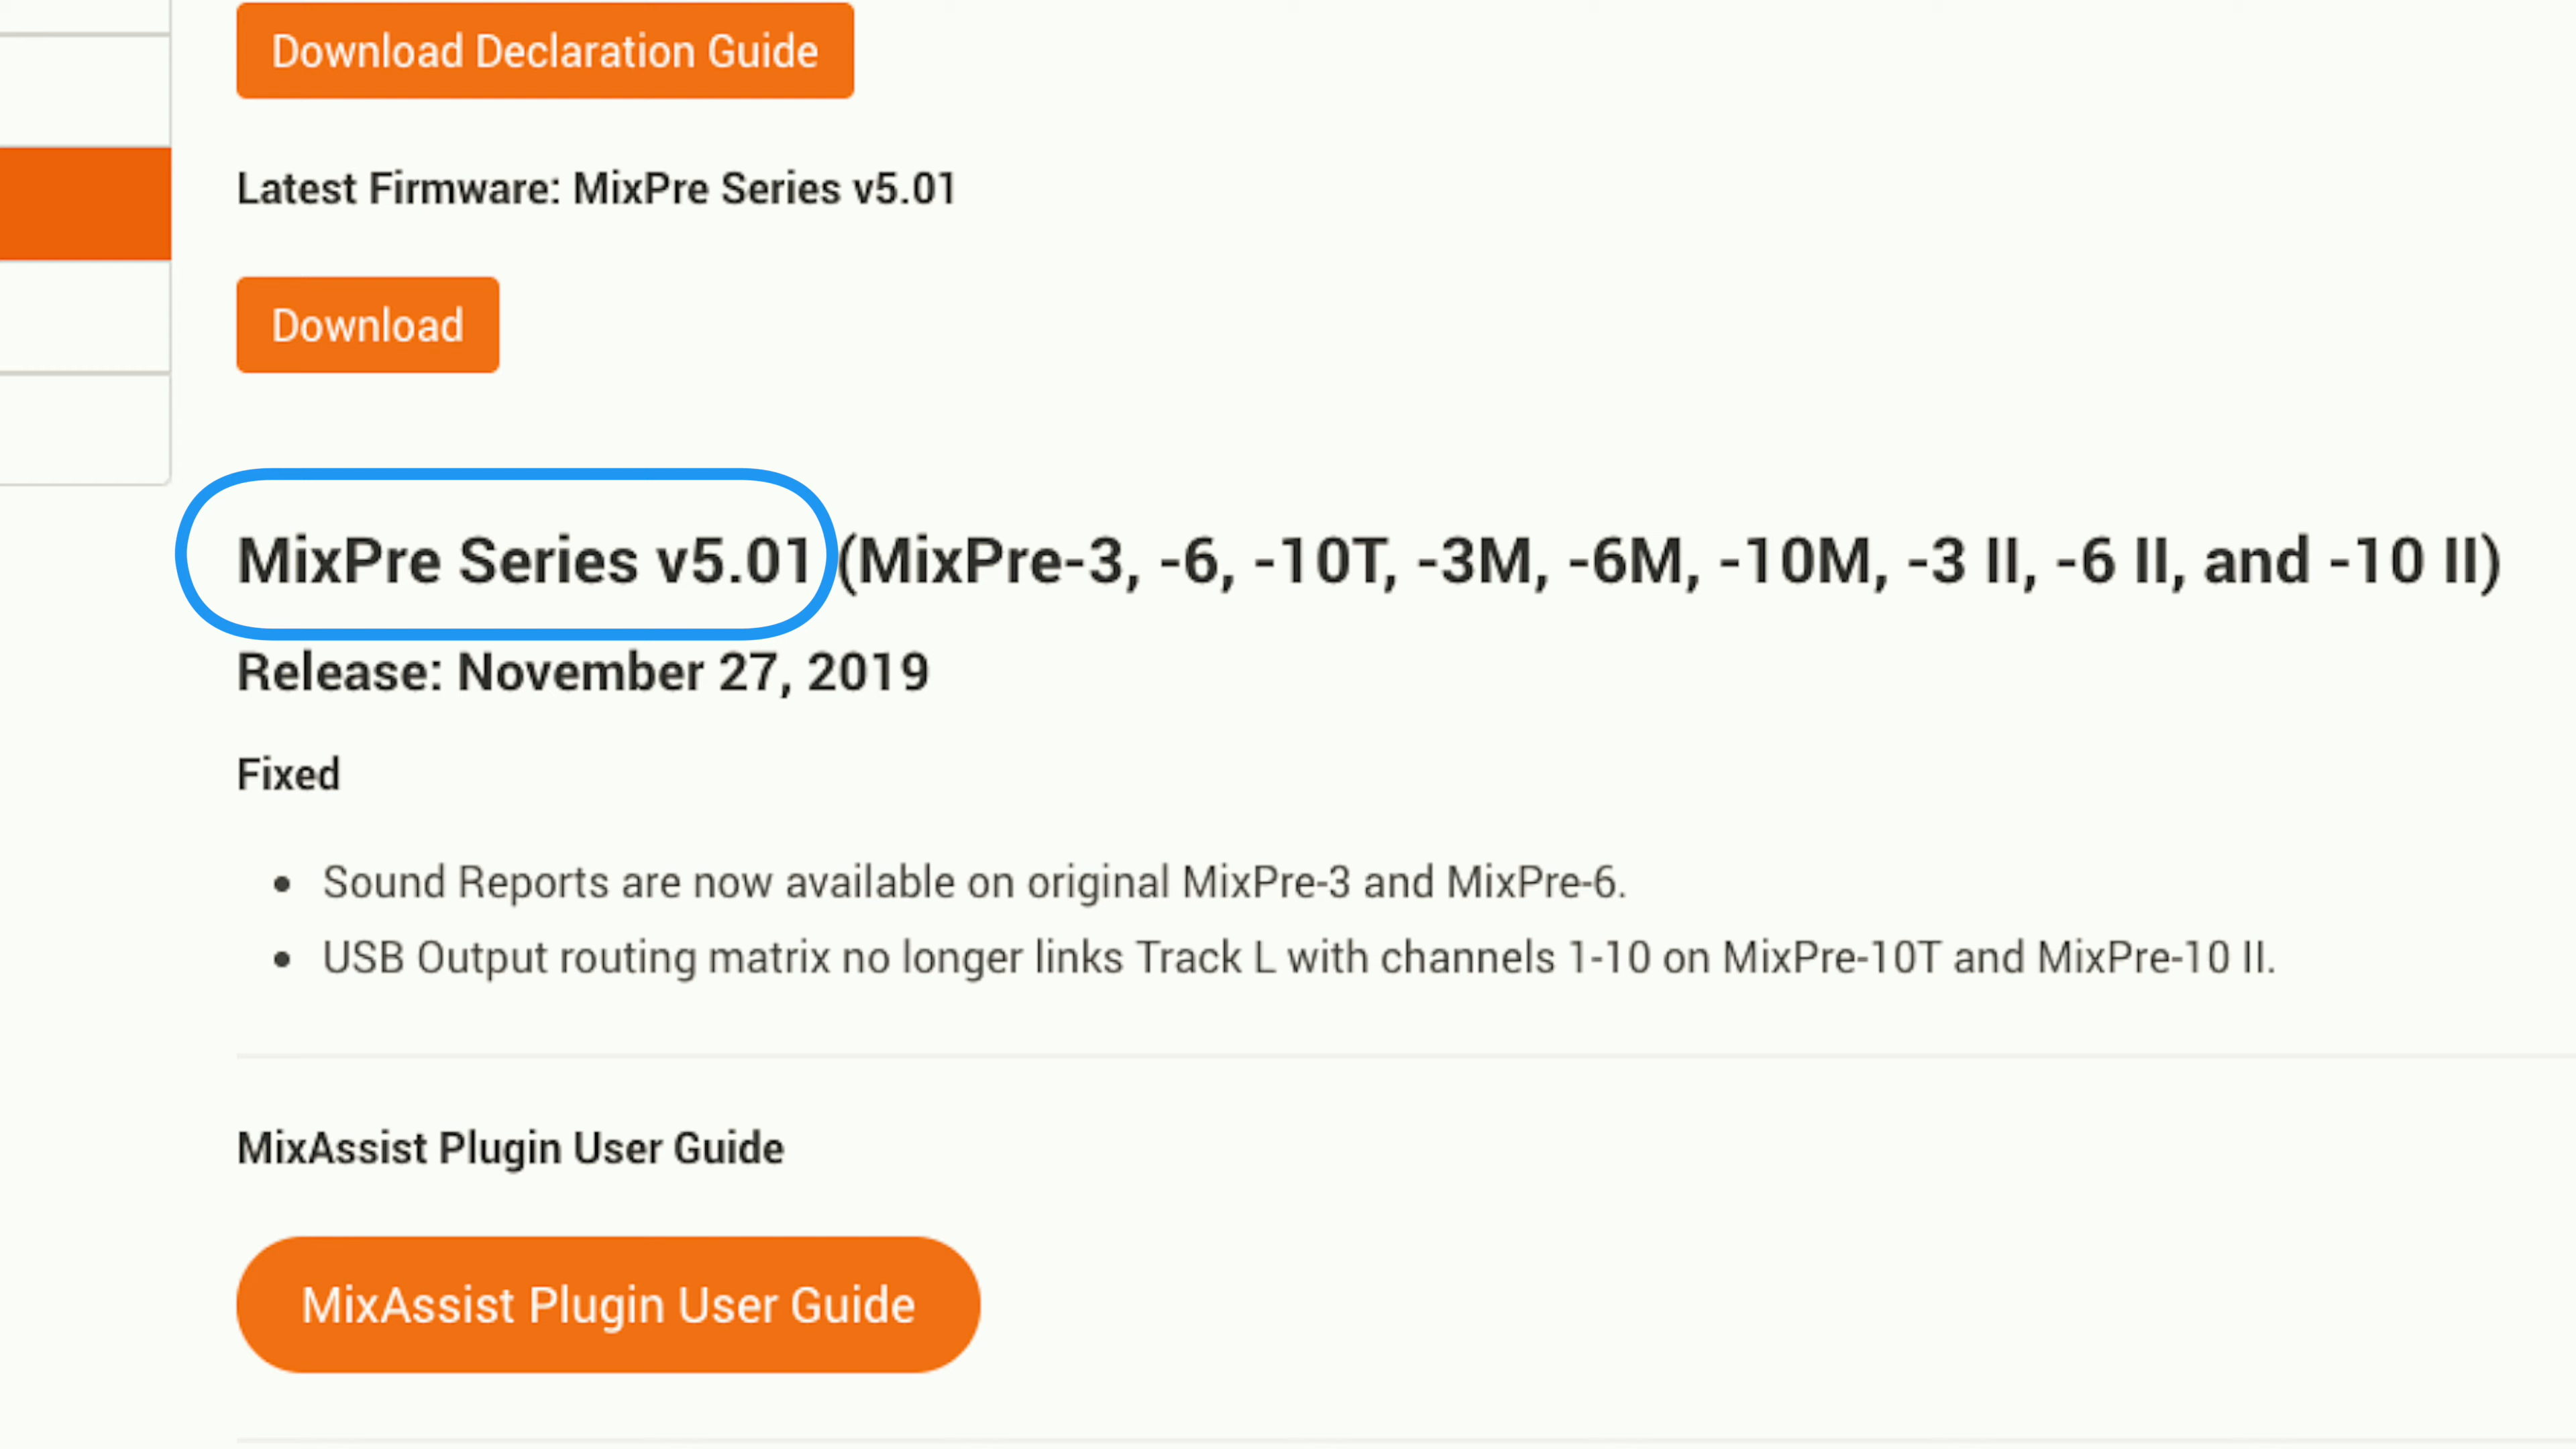 Download Declaration Guide
Latest Firmware: MixPre Series v5.01
Download
MixPre Series v5.01 (MixPre-3, -6, -10T, -3M, -6M, -10M, -3 II, -6 II, and -10 II)
Release: November 27, 2019
Fixed
• Sound Reports are now available on original MixPre-3 and MixPre-6.
• USB Output routing matrix no longer links Track L with channels 1-10 on MixPre-10T and MixPre-10 II.
MixAssist Plugin User Guide
MixAssist Plugin User Guide